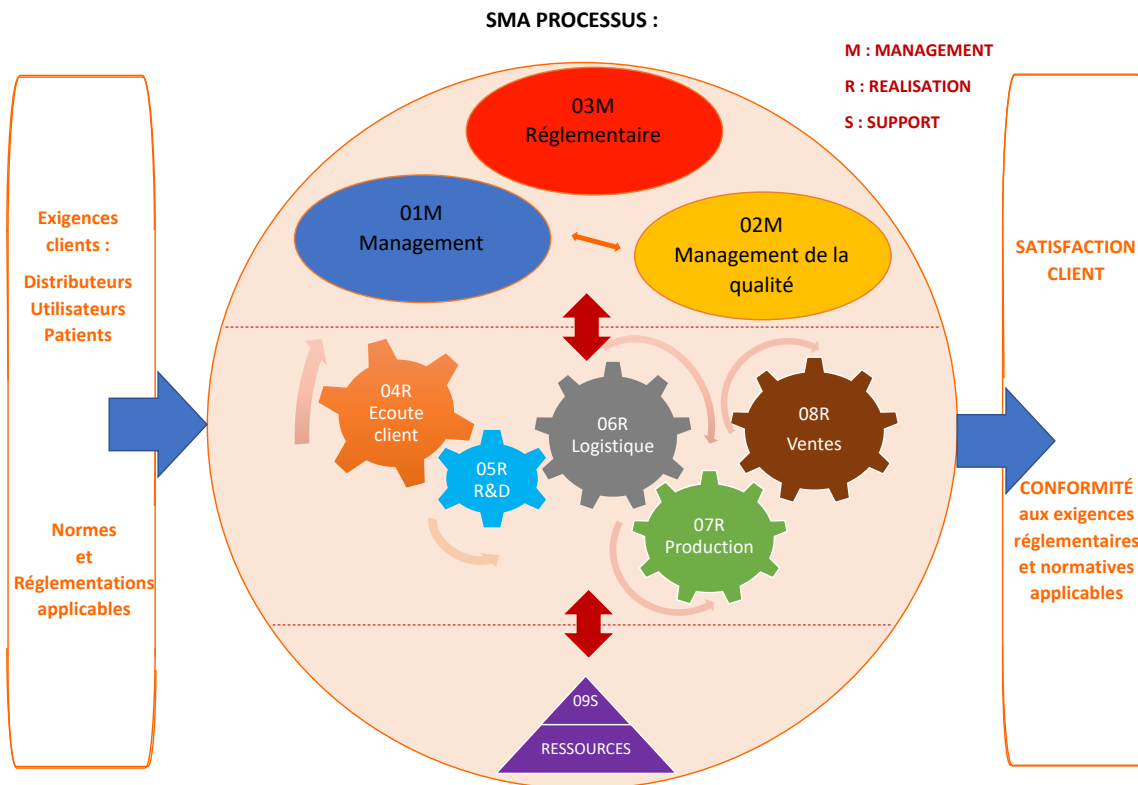 SMA PROCESSUS :
M : MANAGEMENT
R : REALISATION
S : SUPPORT
Exigences
clients :
Distributeurs
Utilisateurs
Patients
Normes
et
Réglementations
applicables
03M
Réglementaire
01M
Management
02M
Management de la
qualité
04R
Ecoute
client
05R
R&D
06R
Logistique
07R
Production
08R
Ventes
09S
RESSOURCES
SATISFACTION
CLIENT
CONFORMITÉ
aux exigences
réglementaires
et normatives
applicables